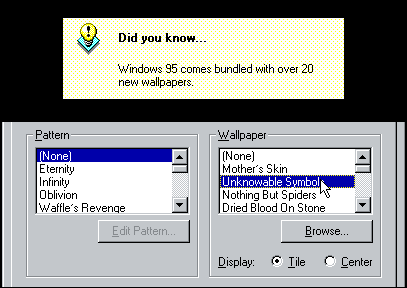 Did you know...
Windows 95 comes bundled with over 20
new wallpapers.
Pattern
(None)
Eternity
Infinity
Oblivion
Waffle's Revenge
Edit Pattern...
Wallpaper
(None)
Mother's Skin
Unknowable Symbol
Nothing But Spiders
Dried Blood On Stone
Browse...
Display: Tile Center